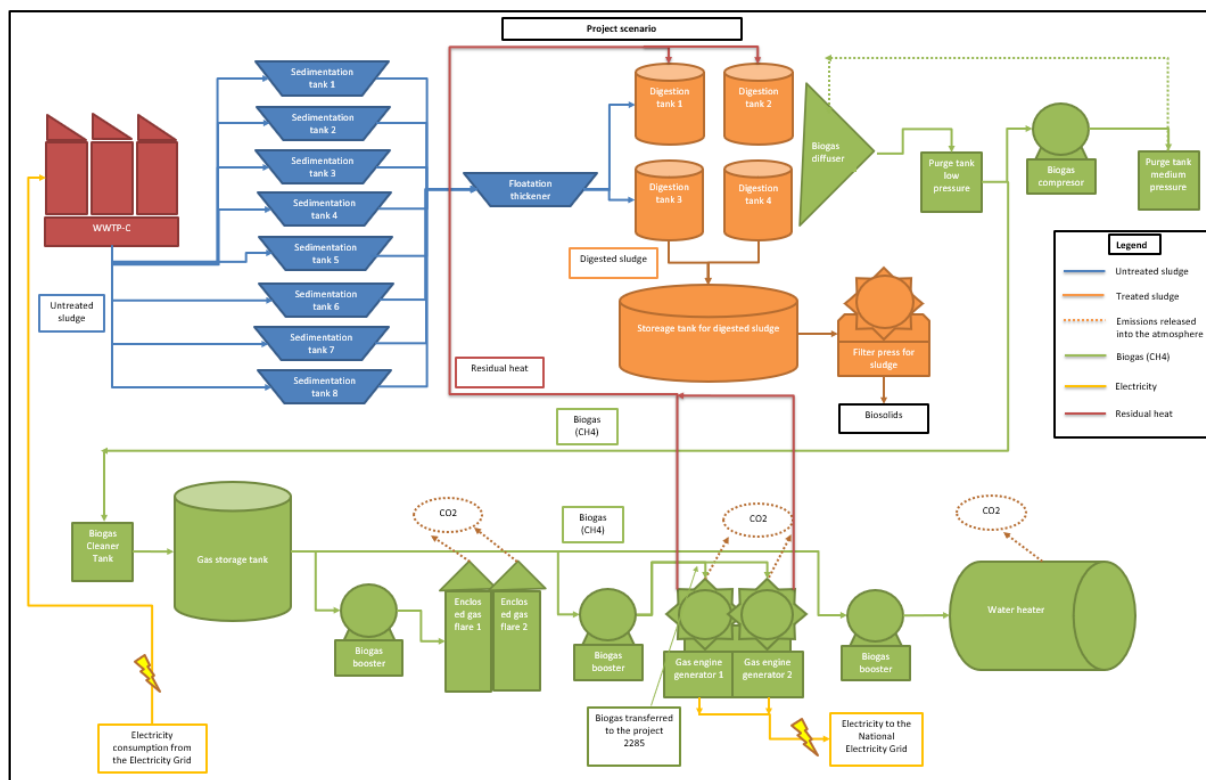 Project scenario
Sedimentation
tank 1
Sedimentation
tank 2
Sedimentation
tank 3
Sedimentation
tank 4
Sedimentation
tank 5
Sedimentation
tank 6
Sedimentation
tank 7
Sedimentation
tank 8
WWTP-C
Untreated
sludge
Floatation
thickener
Digestion
tank 1
Digestion
tank 2
Digestion
tank 3
Digestion
tank 4
Biogas
diffuser
Purge tank
low
pressure
Biogas
compresor
Purge tank
medium
pressure
Digested sludge
Storeage tank for digested sludge
Filter press for
sludge
Biosolids
Residual heat
Legend
Untreated sludge
Treated sludge
Emissions released
into the atmosphere
Biogas (CH4)
Electricity
Residual heat
Biogas
(CH4)
Biogas
Cleaner
Tank
Gas storage tank
CO2
Biogas
(CH4)
CO2
CO2
Biogas
booster
Enclos
ed gas
flare 1
Enclos
ed gas
flare 2
Biogas
booster
Gas engine
generator 1
Gas engine
generator 2
Biogas
booster
Water heater
Electricity
consumption from
the Electricity Grid
Biogas transferred
to the project
2285
Electricity to the
National
Electricity Grid